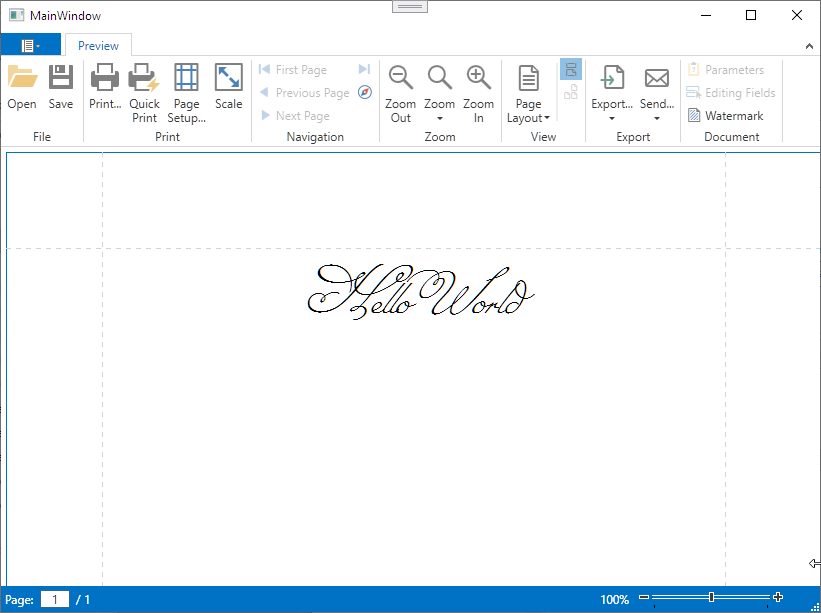 MainWindow
Preview
Open
Save
File
Print...
Quick Print
Page Setup...
Scale
Print
First Page
Previous Page
Next Page
Navigation
Zoom Out
Zoom
Zoom In
Zoom
Page Layout
View
Export...
Send...
Export
Parameters
Editing Fields
Watermark
Document
Hello World
Page: 1 / 1
100%